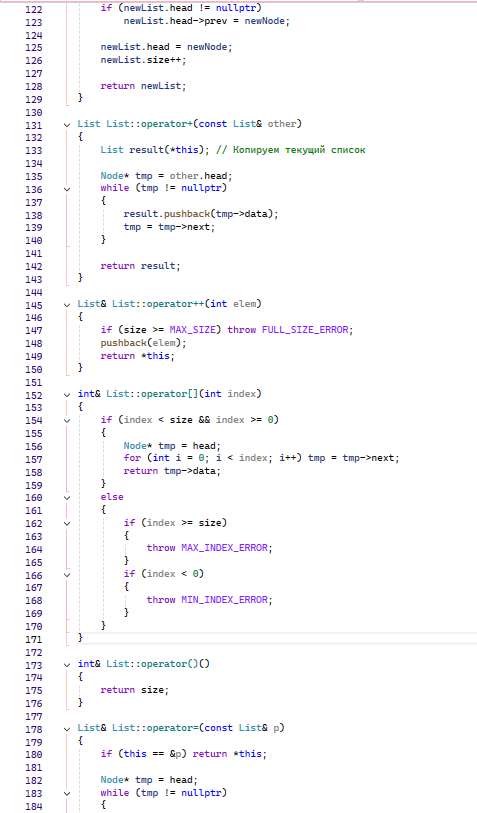 122 if (newList.head != nullptr)
123 newList.head->prev = newNode;
124
125 newList.head = newNode;
126 newList.size++;
127
128 return newList;
129 }
130
131 List List::operator+(const List& other)
132 {
133 List result(*this); // Копируем текущий список
134
135 Node* tmp = other.head;
136 while (tmp != nullptr)
137 {
138 result.pushback(tmp->data);
139 tmp = tmp->next;
140 }
141
142 return result;
143 }
144
145 List& List::operator++(int elem)
146 {
147 if (size >= MAX_SIZE) throw FULL_SIZE_ERROR;
148 pushback(elem);
149 return *this;
150 }
151
152 int& List::operator[](int index)
153 {
154 if (index < size && index >= 0)
155 {
156 Node* tmp = head;
157 for (int i = 0; i < index; i++) tmp = tmp->next;
158 return tmp->data;
159 }
160 else
161 {
162 if (index >= size)
163 {
164 throw MAX_INDEX_ERROR;
165 }
166 if (index < 0)
167 {
168 throw MIN_INDEX_ERROR;
169 }
170 }
171 }
172
173 int& List::operator()()
174 {
175 return size;
176 }
177
178 List& List::operator=(const List& p)
179 {
180 if (this == &p) return *this;
181
182 Node* tmp = head;
183 while (tmp != nullptr)
184 {